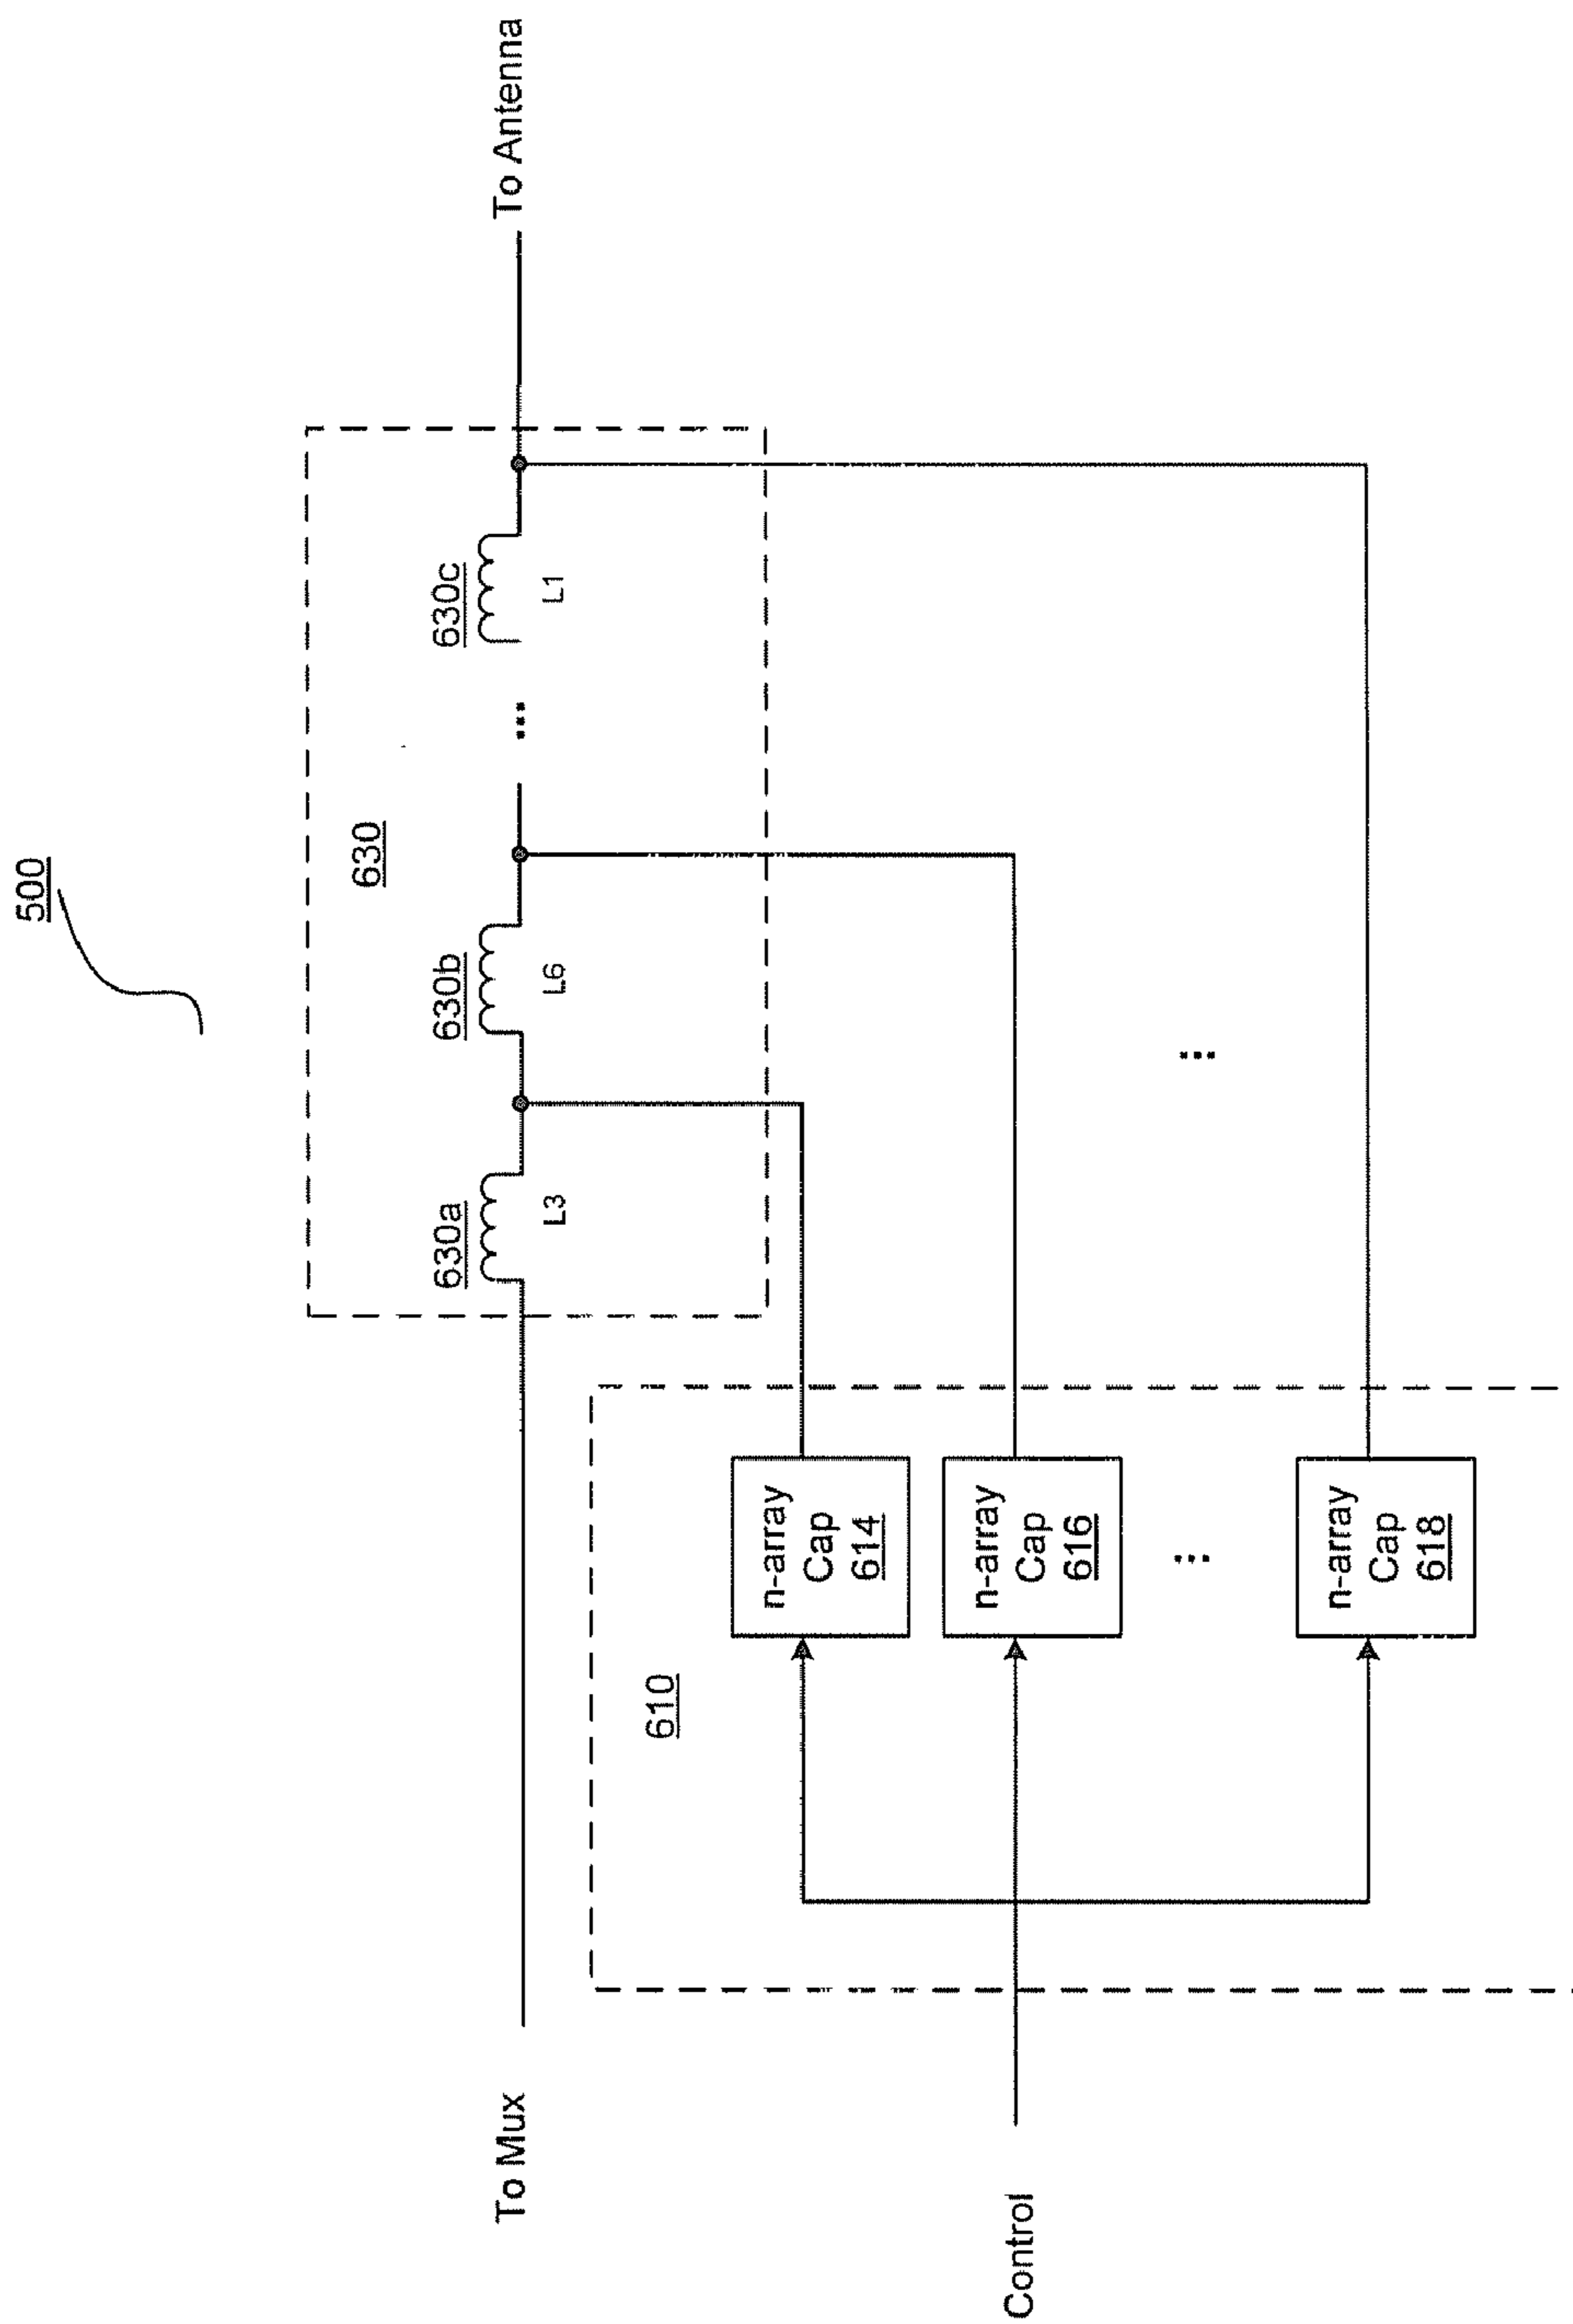 500
630
630a
630b
630c
L3
L6
L1
...
To Mux
To Antenna
610
n-array
Cap
614
n-array
Cap
616
...
...
n-array
Cap
618
Control